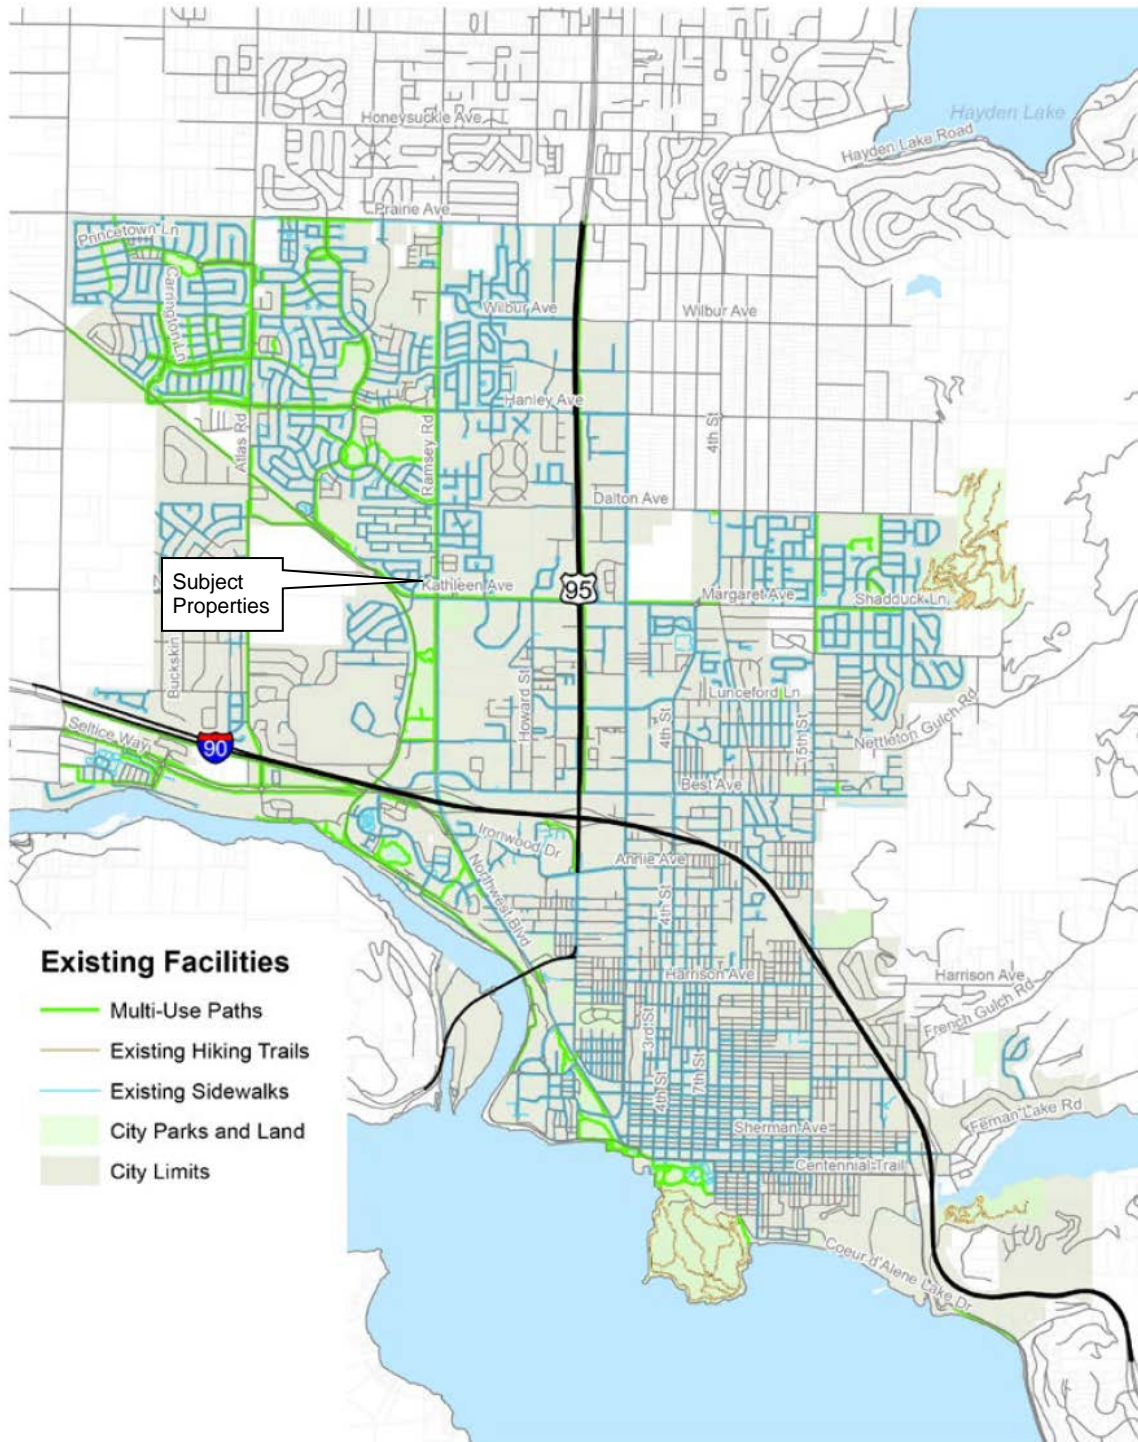 Hayden Lake
Honeysuckle Ave
Hayden Lake Road
Prairie Ave
Princetown Ln
Carrington Ln
Wilbur Ave
Wilbur Ave
Hanley Ave
Atlas Rd
Ramsey Rd
4th St
Dalton Ave
Subject
Properties
N
Kathleen Ave
95
Margaret Ave
Shadduck Ln
Buckskin
Howard St
Lunceford Ln
4th St
15th St
Nettleton Gulch Rd
Seltice Way
90
Best Ave
Ironwood Dr
Annie Ave
Northwest Blvd
4th St
Harrison Ave
Harrison Ave
French Gulch Rd
Existing Facilities
Multi-Use Paths
Existing Hiking Trails
Existing Sidewalks
City Parks and Land
City Limits
3rd St
7th St
4th St
Sherman Ave
Fernan Lake Rd
Centennial Trail
Coeur d'Alene Lake Dr